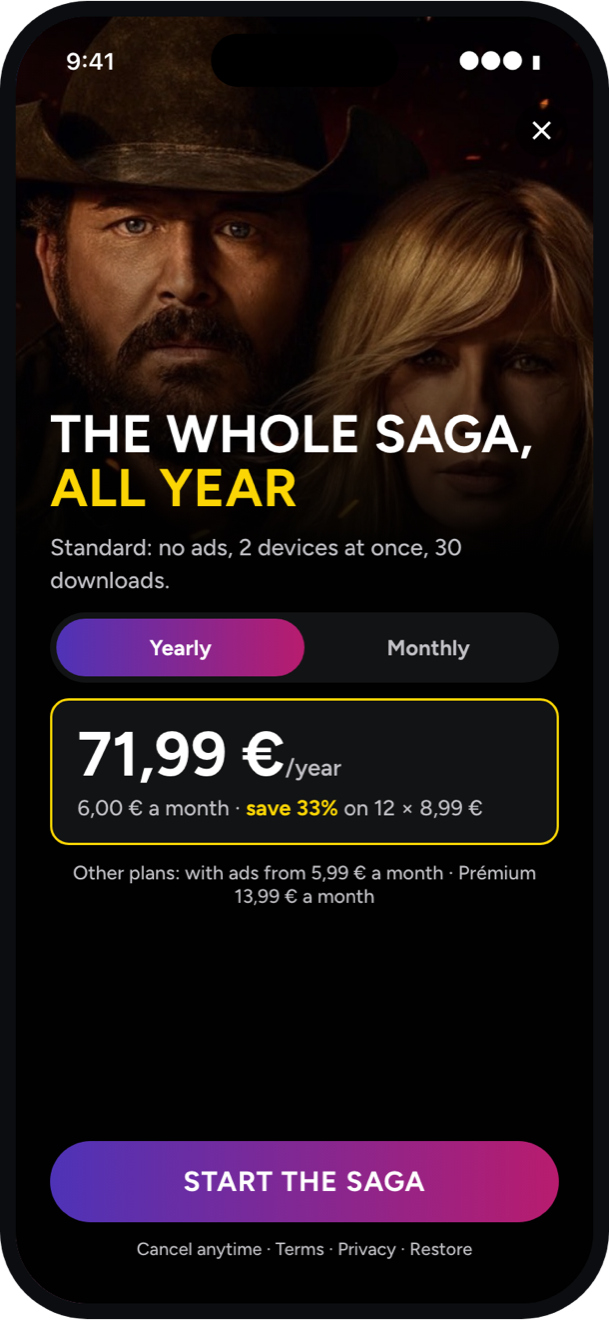 9:41
THE WHOLE SAGA,
ALL YEAR
Standard: no ads, 2 devices at once, 30
downloads.
Yearly
Monthly
71,99 €/year
6,00 € a month · save 33% on 12 × 8,99 €
Other plans: with ads from 5,99 € a month · Prémium
13,99 € a month
START THE SAGA
Cancel anytime · Terms · Privacy · Restore